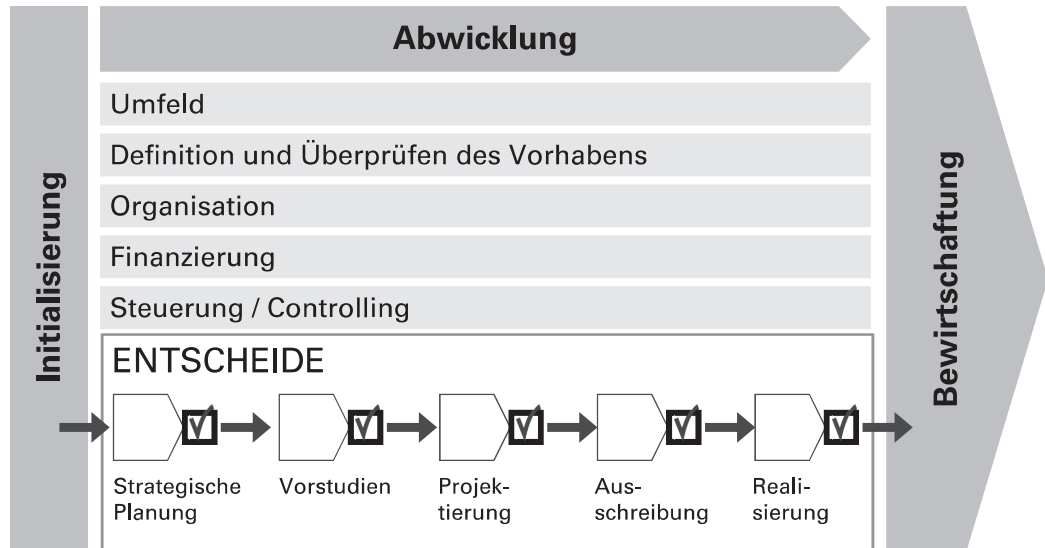 Initialisierung
Abwicklung
Umfeld
Definition und Überprüfen des Vorhabens
Organisation
Finanzierung
Steuerung / Controlling
ENTSCHEIDE
Strategische
Planung
Vorstudien
Projek-
tierung
Aus-
schreibung
Reali-
sierung
Bewirtschaftung